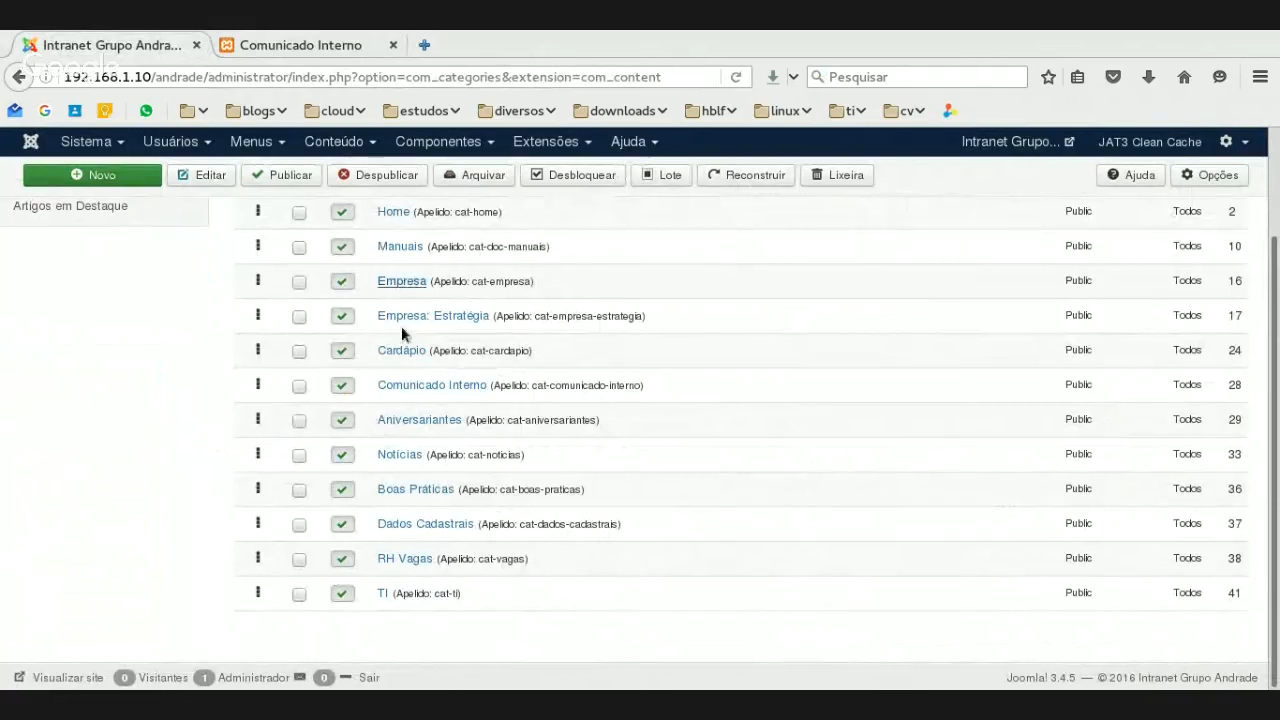 Intranet Grupo Andra... × Comunicado Interno ×
Google
192.168.1.10/andrade/administrator/index.php?option=com_categories&extension=com_content Pesquisar
blogs cloud estudos diversos downloads hblf linux ti cv
Sistema Usuários Menus Conteúdo Componentes Extensões Ajuda Intranet Grupo... JAT3 Clean Cache
Novo Editar Publicar Despublicar Arquivar Desbloquear Lote Reconstruir Lixeira Ajuda Opções
Artigos em Destaque
Home (Apelido: cat-home) Public Todos 2
Manuais (Apelido: cat-doc-manuais) Public Todos 10
Empresa (Apelido: cat-empresa) Public Todos 16
Empresa: Estratégia (Apelido: cat-empresa-estrategia) Public Todos 17
Cardápio (Apelido: cat-cardapio) Public Todos 24
Comunicado Interno (Apelido: cat-comunicado-interno) Public Todos 28
Aniversariantes (Apelido: cat-aniversariantes) Public Todos 29
Notícias (Apelido: cat-noticias) Public Todos 33
Boas Práticas (Apelido: cat-boas-praticas) Public Todos 36
Dados Cadastrais (Apelido: cat-dados-cadastrais) Public Todos 37
RH Vagas (Apelido: cat-vagas) Public Todos 38
TI (Apelido: cat-ti) Public Todos 41
Visualizar site 0 Visitantes 1 Administrador 0 Sair Joomla! 3.4.5 — © 2016 Intranet Grupo Andrade